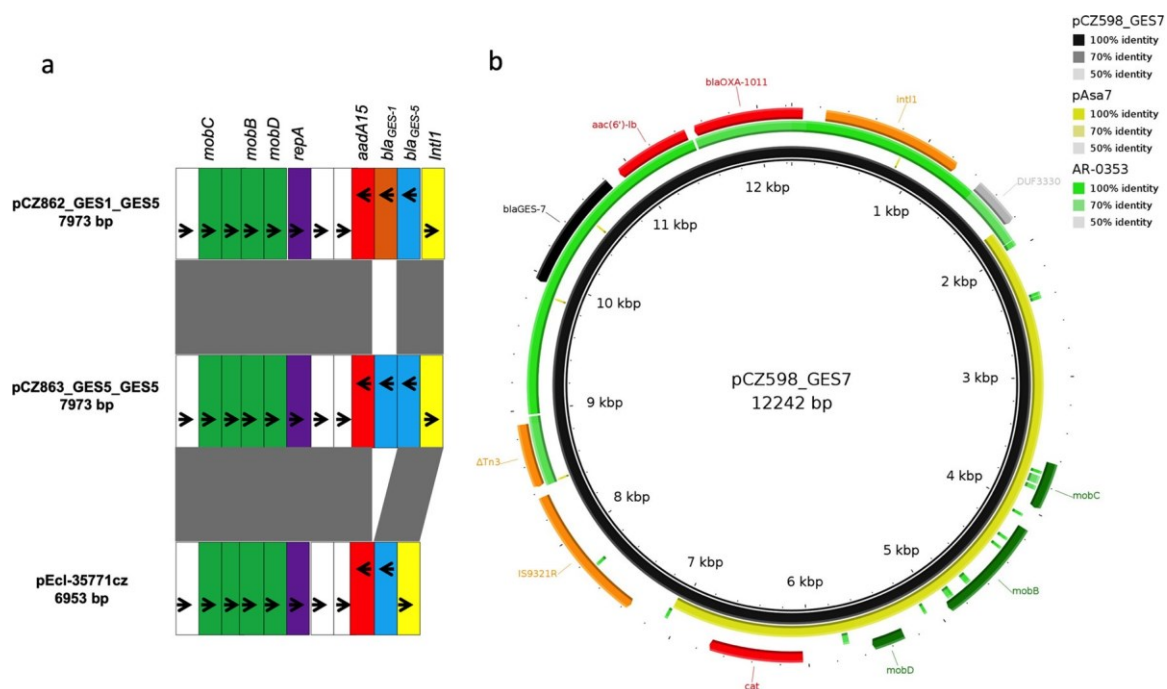 a
mobC
mobB
mobD
repA
aadA15
blaGES-1
blaGES-5
IntI1
pCZ862_GES1_GES5
7973 bp
pCZ863_GES5_GES5
7973 bp
pEcl-35771cz
6953 bp
b
pCZ598_GES7
100% identity
70% identity
50% identity
pAsa7
100% identity
70% identity
50% identity
AR-0353
100% identity
70% identity
50% identity
blaOXA-1011
intI1
aac(6')-Ib
DUF3330
blaGES-7
12 kbp
1 kbp
11 kbp
2 kbp
10 kbp
3 kbp
pCZ598_GES7
12242 bp
9 kbp
4 kbp
8 kbp
5 kbp
7 kbp
6 kbp
ΔTn3
mobC
IS9321R
mobB
mobD
cat